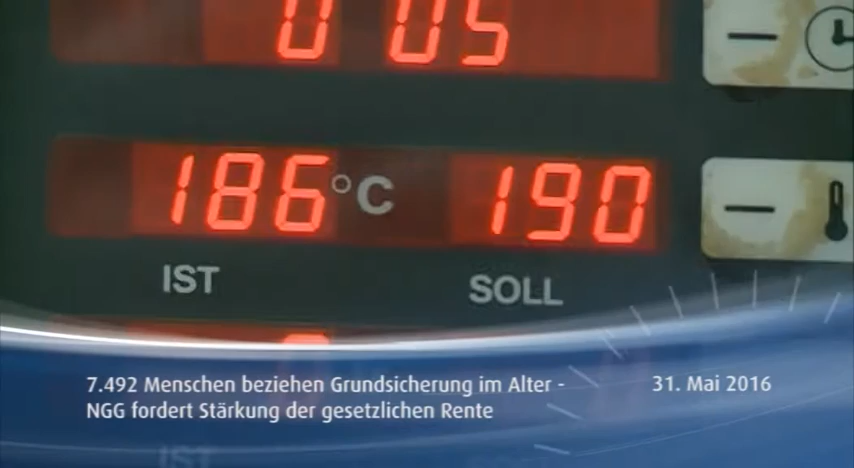 0 05
186 °C 190
IST SOLL
7.492 Menschen beziehen Grundsicherung im Alter - 31. Mai 2016
NGG fordert Stärkung der gesetzlichen Rente
IST